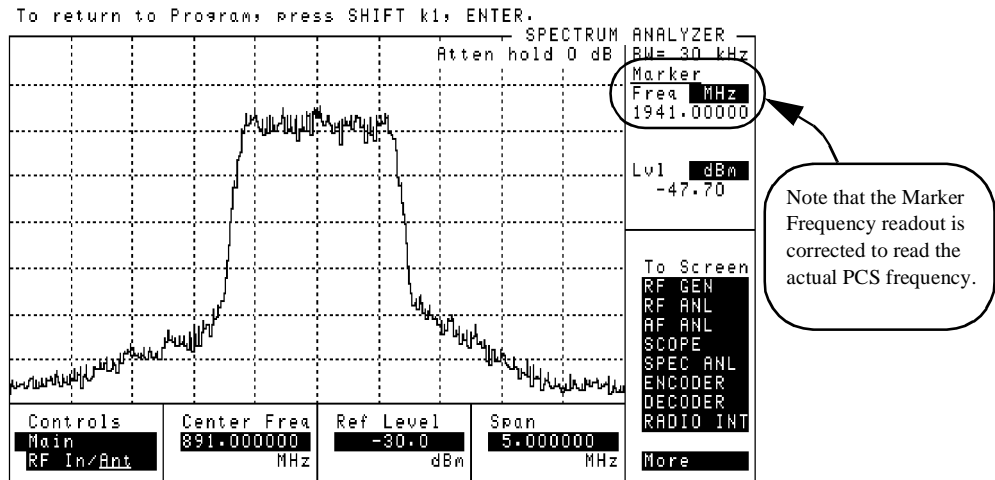 To return to Program, press SHIFT k1, ENTER.
SPECTRUM ANALYZER
Atten hold 0 dB
BW= 30 kHz
Marker
Freq MHz
1941.00000
Lvl dBm
-47.70
Note that the Marker
Frequency readout is
corrected to read the
actual PCS frequency.
To Screen
RF GEN
RF ANL
AF ANL
SCOPE
SPEC ANL
ENCODER
DECODER
RADIO INT
More
Controls
Main
RF In/Ant
Center Freq
891.000000
MHz
Ref Level
-30.0
dBm
Span
5.000000
MHz